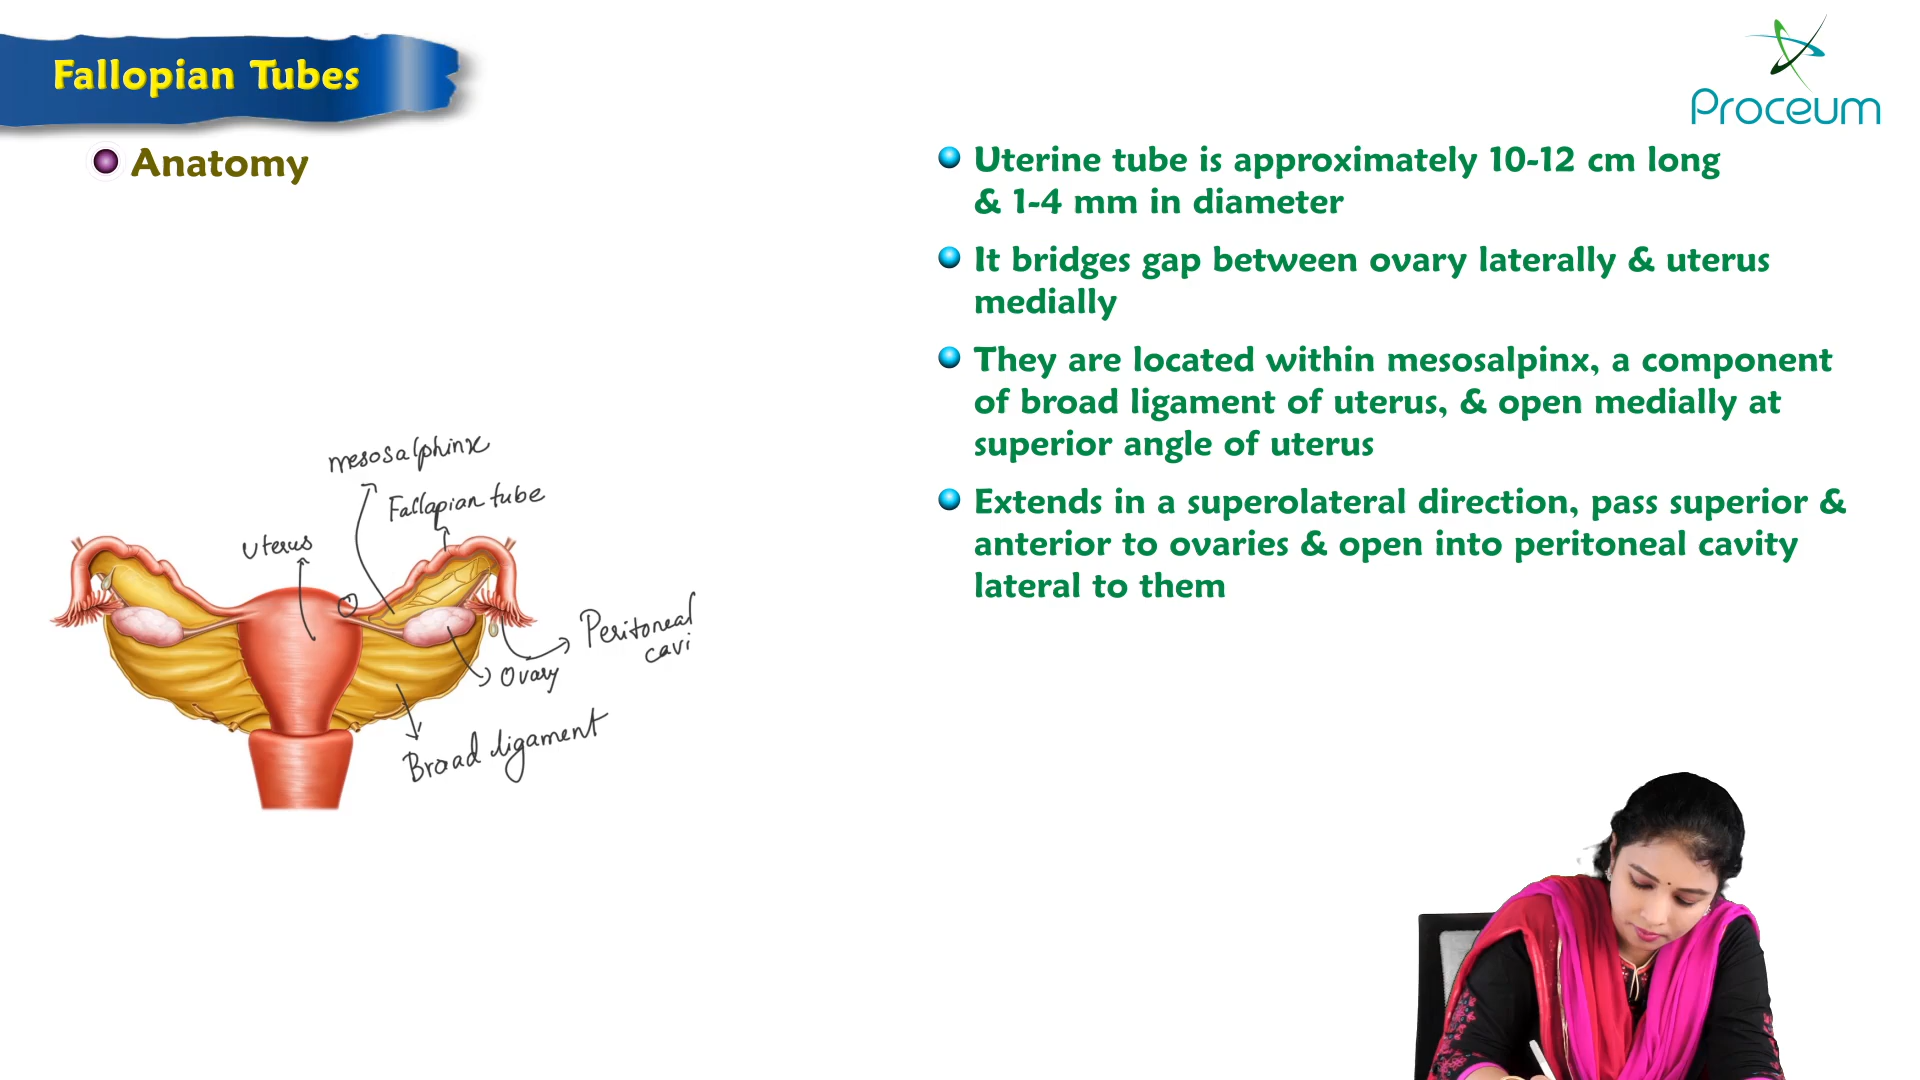 Fallopian Tubes
Proceum
Anatomy
Uterine tube is approximately 10-12 cm long
& 1-4 mm in diameter
It bridges gap between ovary laterally & uterus
medially
They are located within mesosalpinx, a component
of broad ligament of uterus, & open medially at
superior angle of uterus
Extends in a superolateral direction, pass superior &
anterior to ovaries & open into peritoneal cavity
lateral to them
mesosalphinx
Fallapian tube
uterus
Peritoneal
cavi
Ovary
Broad ligament